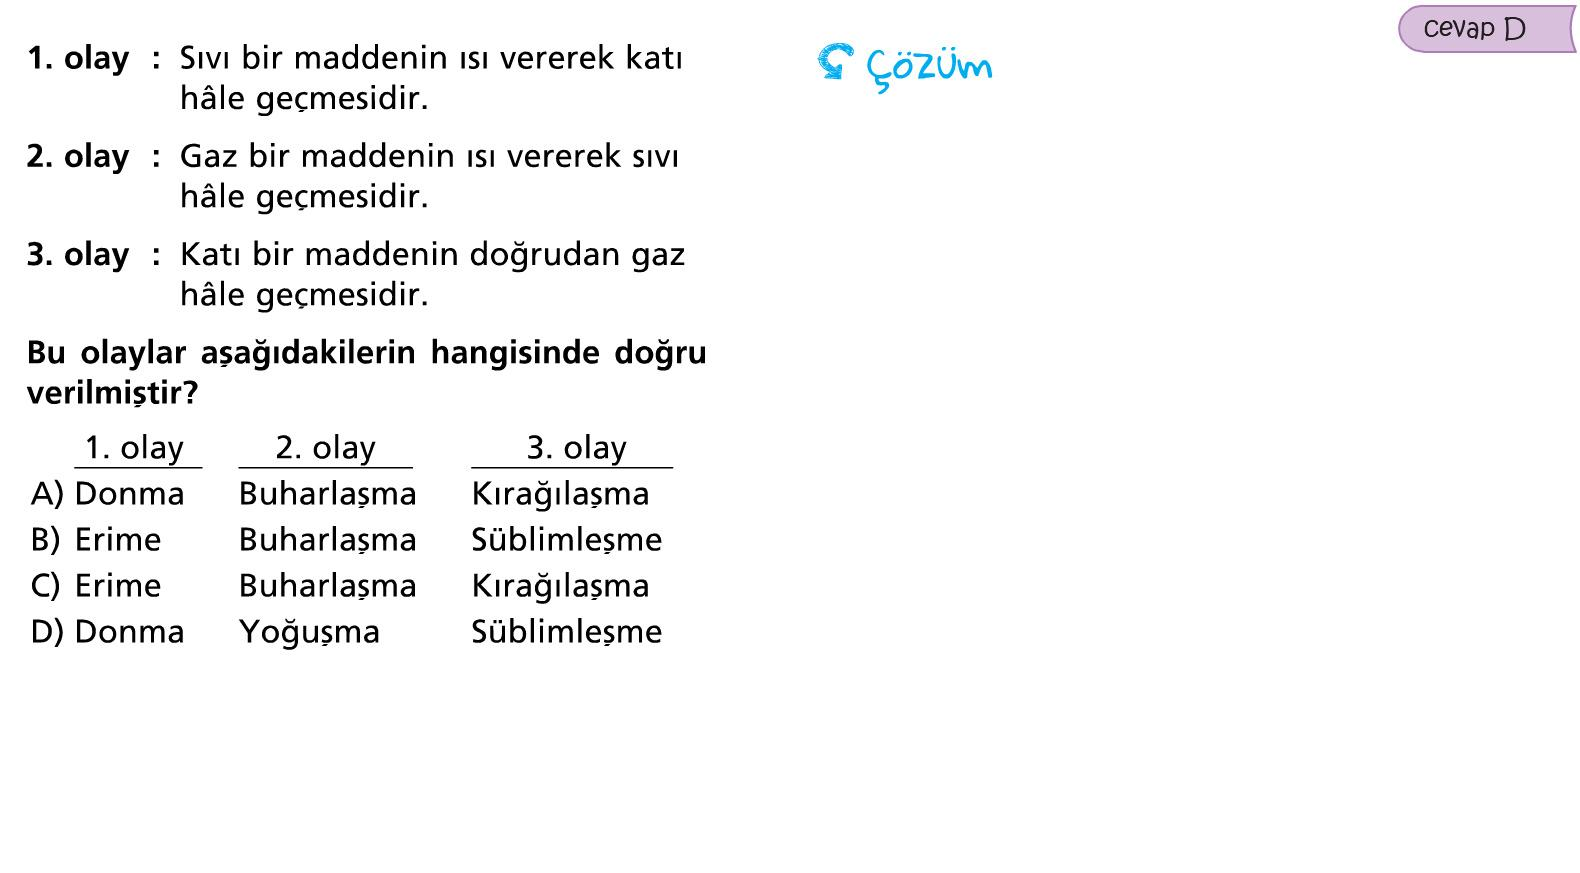 1. olay : Sıvı bir maddenin ısı vererek katı
hâle geçmesidir.
2. olay : Gaz bir maddenin ısı vererek sıvı
hâle geçmesidir.
3. olay : Katı bir maddenin doğrudan gaz
hâle geçmesidir.
Bu olaylar aşağıdakilerin hangisinde doğru
verilmiştir?
1. olay 2. olay 3. olay
A) Donma Buharlaşma Kırağılaşma
B) Erime Buharlaşma Süblimleşme
C) Erime Buharlaşma Kırağılaşma
D) Donma Yoğuşma Süblimleşme
Çözüm
cevap D